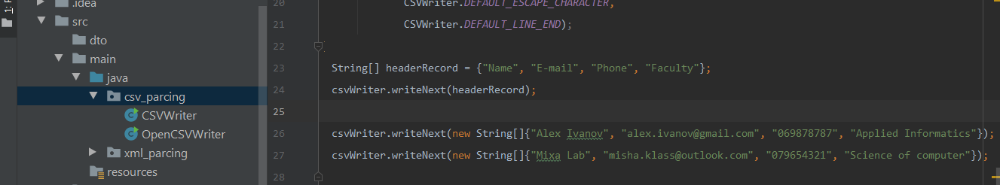 .idea
src
dto
main
java
csv_parcing
CSVWriter
OpenCSVWriter
xml_parcing
resources
20 CSVWriter.DEFAULT_ESCAPE_CHARACTER,
21 CSVWriter.DEFAULT_LINE_END);
22
23 String[] headerRecord = {"Name", "E-mail", "Phone", "Faculty"};
24 csvWriter.writeNext(headerRecord);
25
26 csvWriter.writeNext(new String[]{"Alex Ivanov", "alex.ivanov@gmail.com", "069878787", "Applied Informatics"});
27 csvWriter.writeNext(new String[]{"Mixa Lab", "misha.klass@outlook.com", "079654321", "Science of computer"});
28